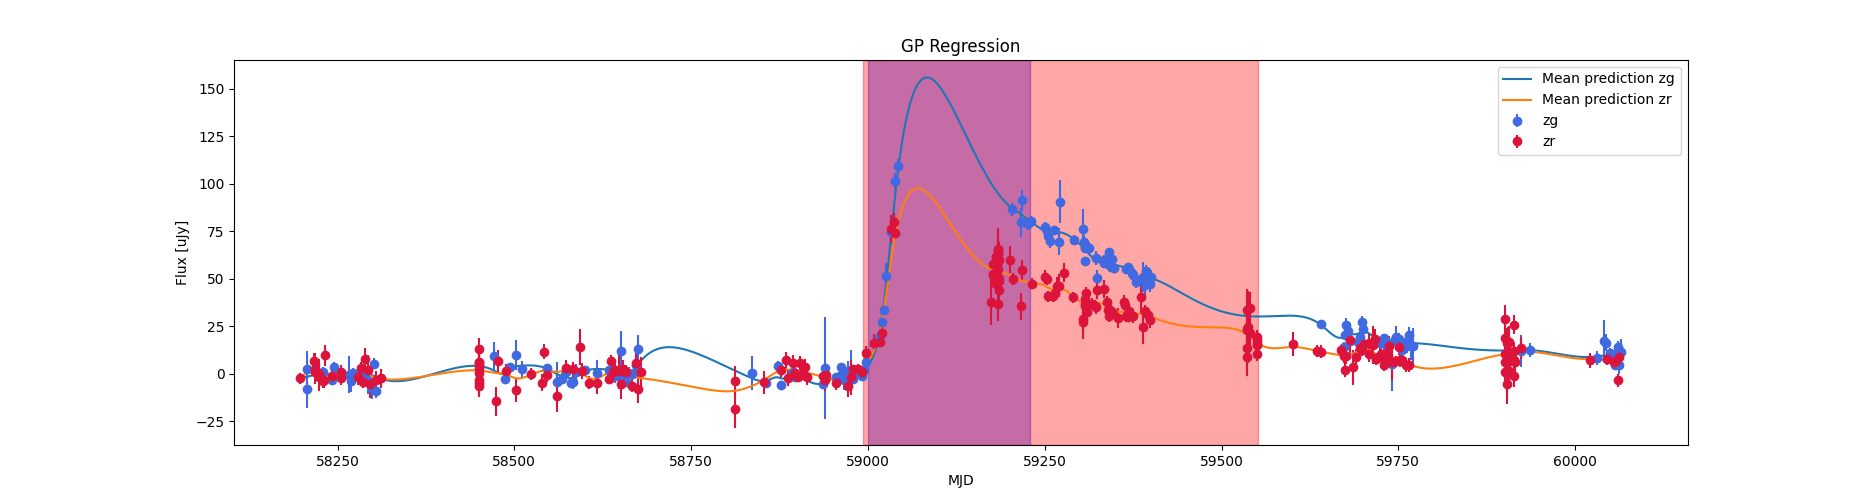 GP Regression
Mean prediction zg
Mean prediction zr
zg
zr
Flux [uJy]
150
125
100
75
50
25
0
−25
58250 58500 58750 59000 59250 59500 59750 60000
MJD